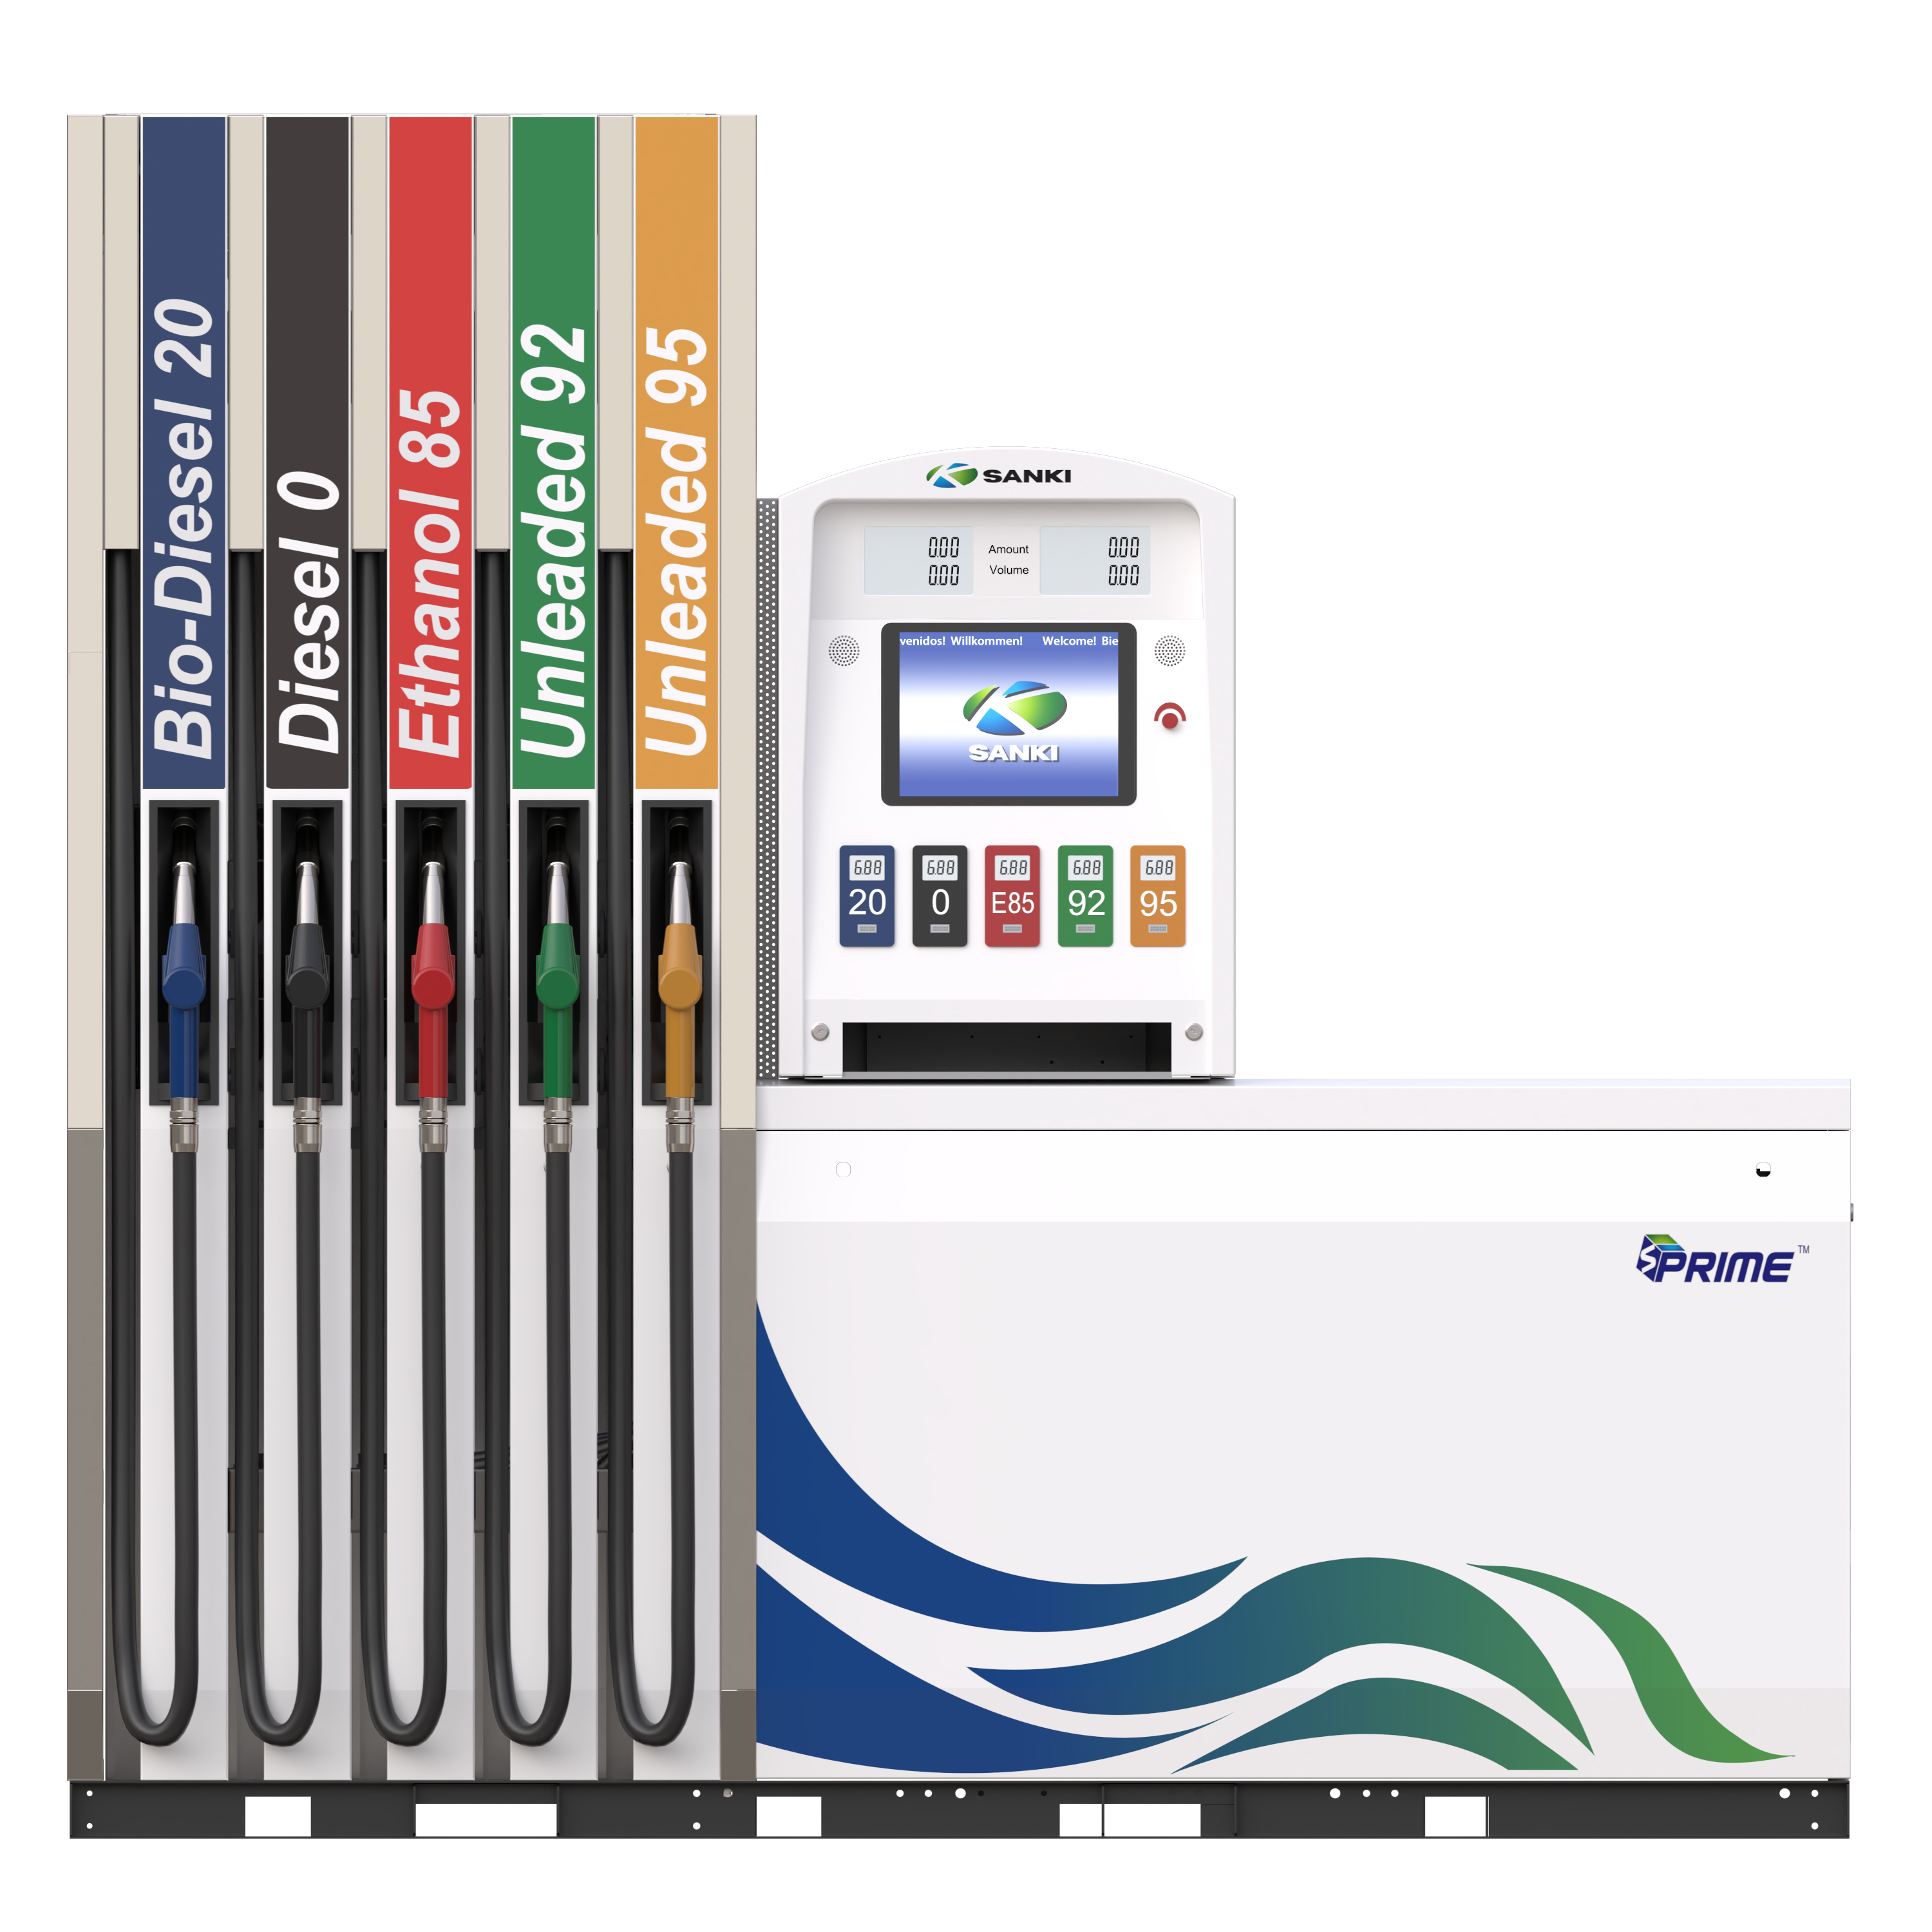 Bio-Diesel 20
Diesel 0
Ethanol 85
Unleaded 92
Unleaded 95
SANKI
0.00 Amount 0.00
0.00 Volume 0.00
venidos! Willkommen! Welcome! Bie
SANKI
6.88 6.88 6.88 6.88 6.88
20 0 E85 92 95
SPRIME™